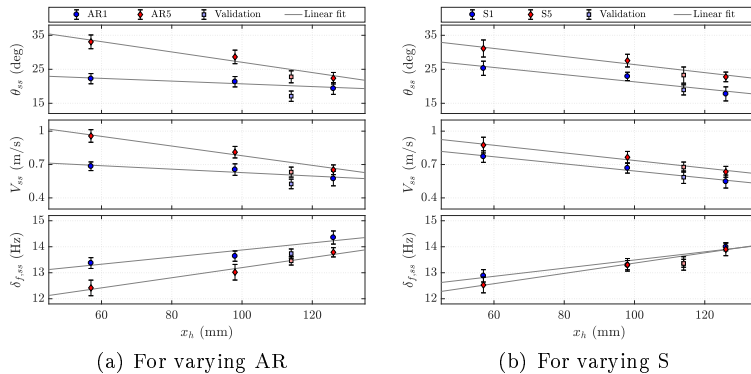 AR1 AR5 Validation Linear fit
35
25
15
θss (deg)
1
0.7
0.4
Vss (m/s)
15
14
13
12
δf,ss (Hz)
60 80 100 120
xh (mm)
(a) For varying AR
S1 S5 Validation Linear fit
35
25
15
θss (deg)
1
0.7
0.4
Vss (m/s)
15
14
13
12
δf,ss (Hz)
60 80 100 120
xh (mm)
(b) For varying S